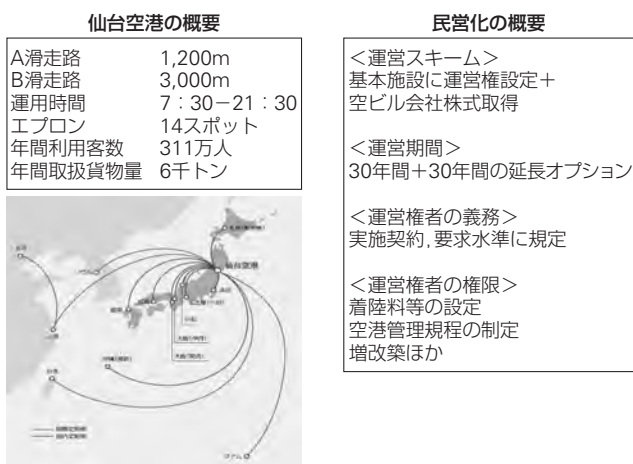 仙台空港の概要
A滑走路 1,200m
B滑走路 3,000m
運用時間 7：30－21：30
エプロン 14スポット
年間利用客数 311万人
年間取扱貨物量 6千トン
仙台空港
グアム
民営化の概要
＜運営スキーム＞
基本施設に運営権設定＋
空ビル会社株式取得
＜運営期間＞
30年間＋30年間の延長オプション
＜運営権者の義務＞
実施契約,要求水準に規定
＜運営権者の権限＞
着陸料等の設定
空港管理規程の制定
増改築ほか